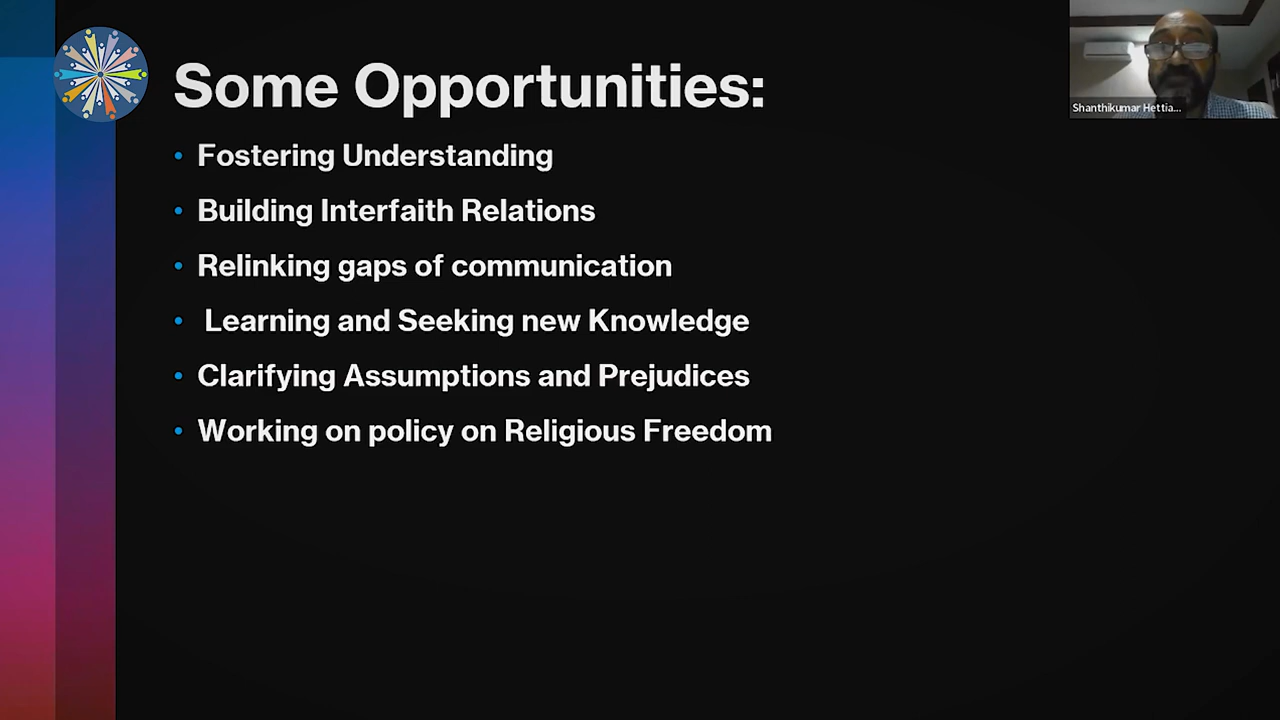 Some Opportunities:
• Fostering Understanding
• Building Interfaith Relations
• Relinking gaps of communication
• Learning and Seeking new Knowledge
• Clarifying Assumptions and Prejudices
• Working on policy on Religious Freedom
Shanthikumar Hettia...